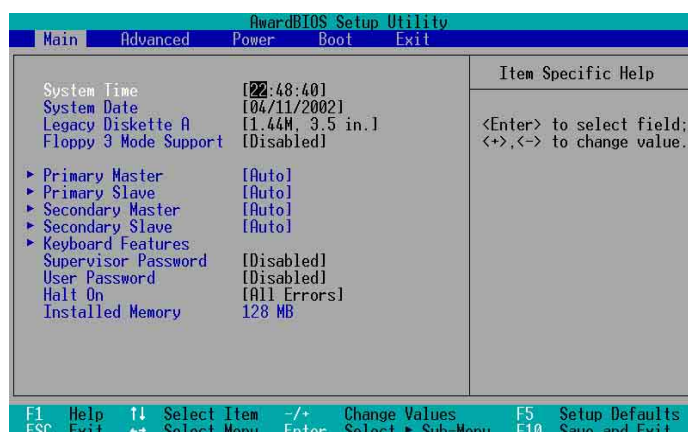 AwardBIOS Setup Utility
Main Advanced Power Boot Exit
Item Specific Help
System Time [22:48:40]
System Date [04/11/2002]
Legacy Diskette A [1.44M, 3.5 in.]
<Enter> to select field;
Floppy 3 Mode Support [Disabled]
<+>,<-> to change value.
▶ Primary Master [Auto]
▶ Primary Slave [Auto]
▶ Secondary Master [Auto]
▶ Secondary Slave [Auto]
▶ Keyboard Features
Supervisor Password [Disabled]
User Password [Disabled]
Halt On [All Errors]
Installed Memory 128 MB
F1 Help ↑↓ Select Item -/+ Change Values F5 Setup Defaults
ESC Exit ←→ Select Menu Enter Select ▶ Sub-Menu F10 Save and Exit